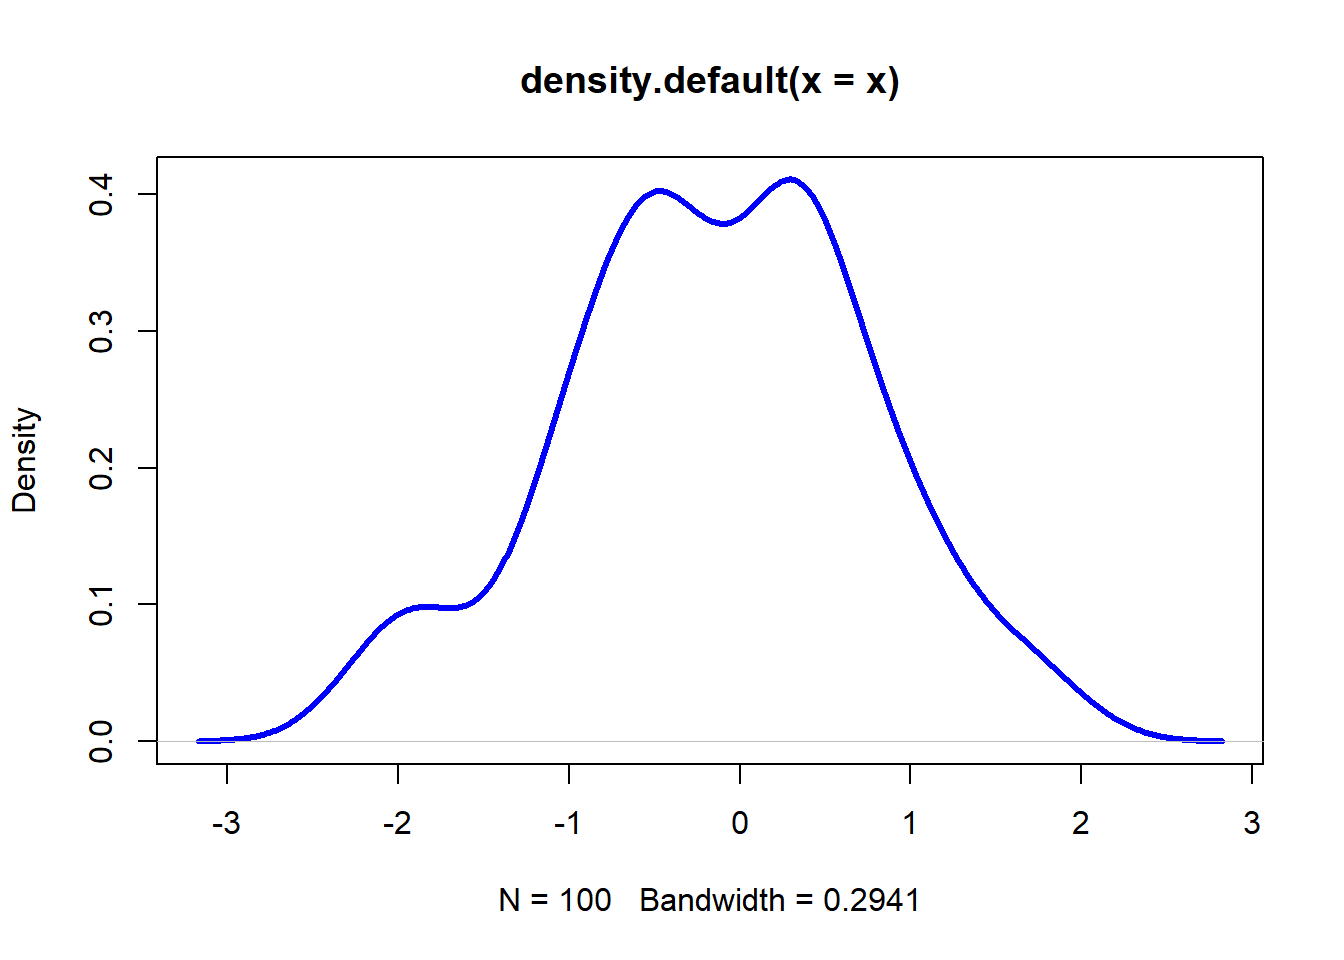 density.default(x = x)
Density
0.4
0.3
0.2
0.1
0.0
-3 -2 -1 0 1 2 3
N = 100 Bandwidth = 0.2941